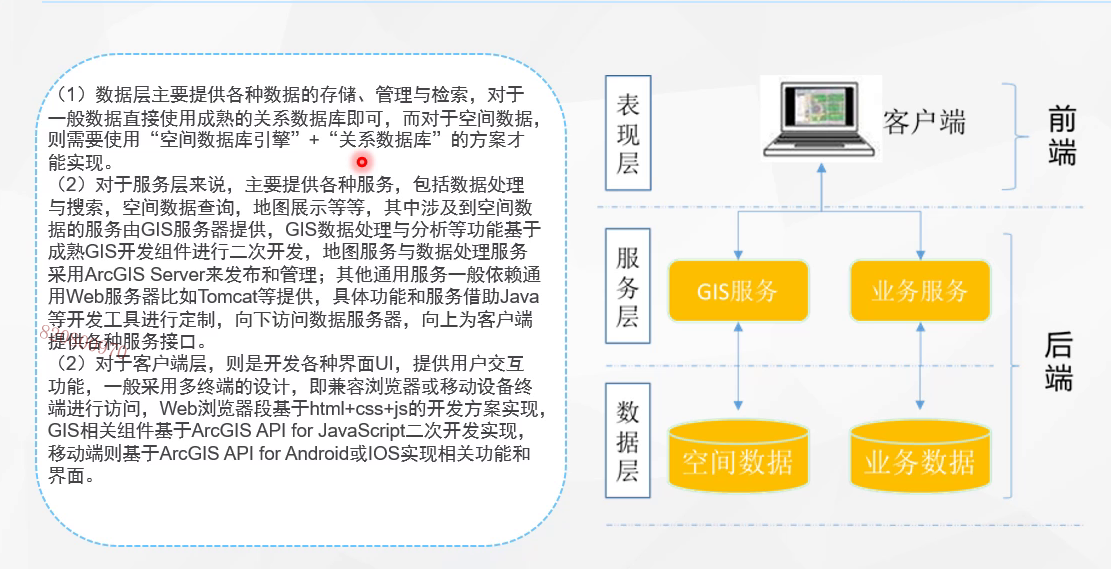 （1）数据层主要提供各种数据的存储、管理与检索，对于
一般数据直接使用成熟的关系数据库即可，而对于空间数据，
则需要使用“空间数据库引擎”+“关系数据库”的方案才
能实现。
（2）对于服务层来说，主要提供各种服务，包括数据处理
与搜索，空间数据查询，地图展示等等，其中涉及到空间数
据的服务由GIS服务器提供，GIS数据处理与分析等功能基于
成熟GIS开发组件进行二次开发，地图服务与数据处理服务
采用ArcGIS Server来发布和管理；其他通用服务一般依赖通
用Web服务器比如Tomcat等提供，具体功能和服务借助Java
等开发工具进行定制，向下访问数据服务器，向上为客户端
提供各种服务接口。
（2）对于客户端层，则是开发各种界面UI，提供用户交互
功能，一般采用多终端的设计，即兼容浏览器或移动设备终
端进行访问，Web浏览器段基于html+css+js的开发方案实现，
GIS相关组件基于ArcGIS API for JavaScript二次开发实现，
移动端则基于ArcGIS API for Android或IOS实现相关功能和
界面。
表现层
客户端
前端
服务层
GIS服务
业务服务
后端
数据层
空间数据
业务数据